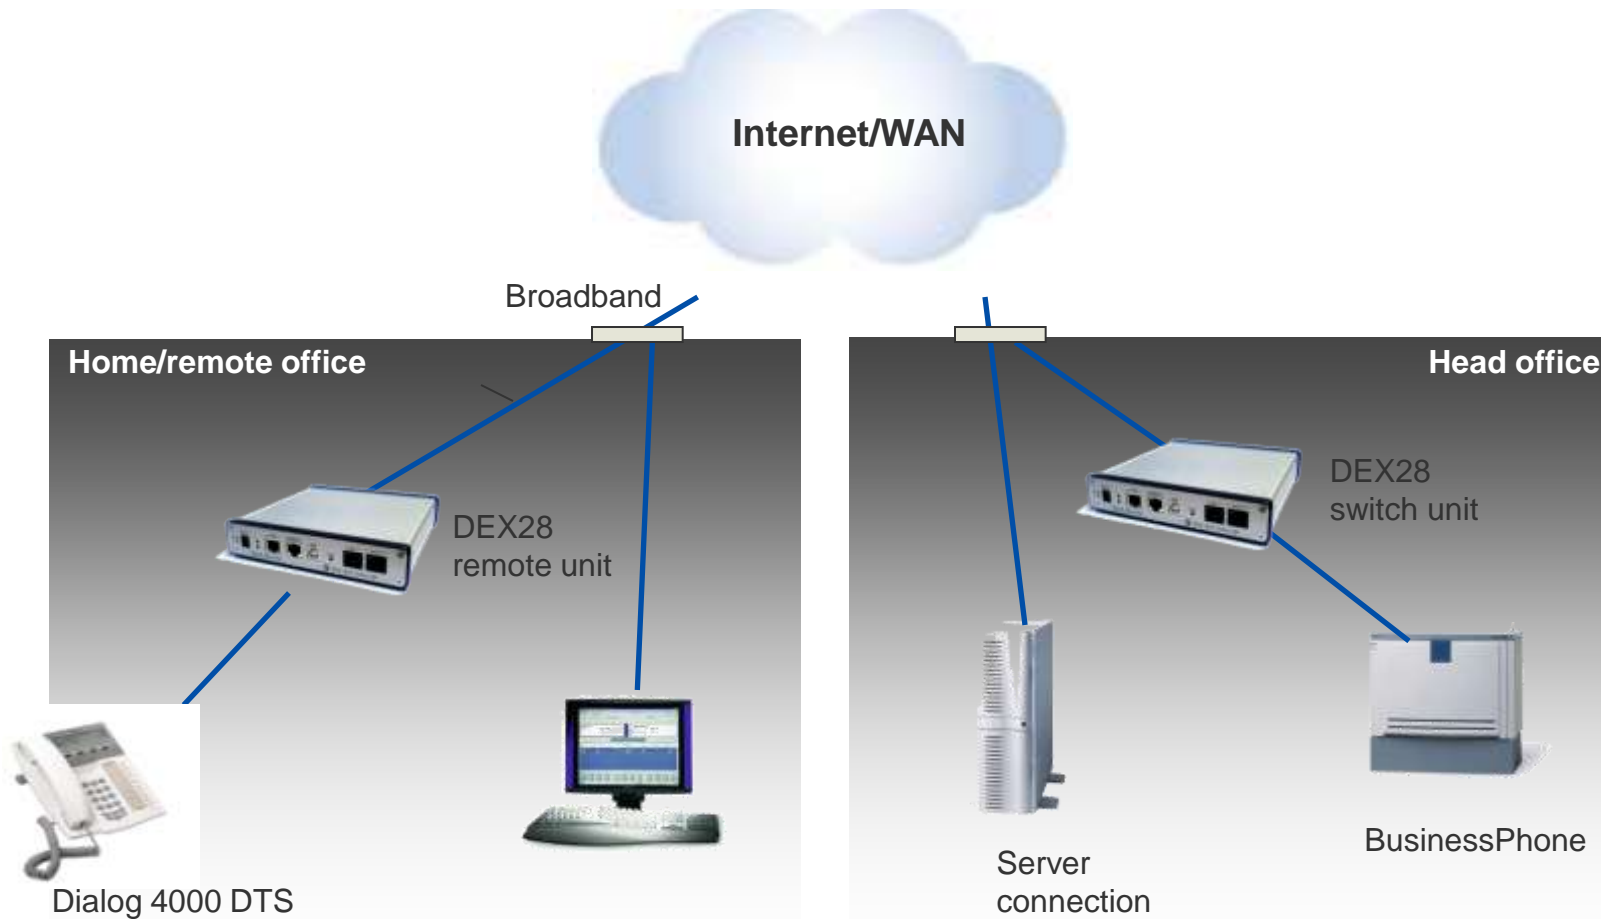 Internet/WAN
Broadband
Home/remote office
Head office
DEX28
remote unit
DEX28
switch unit
Dialog 4000 DTS
Server
connection
BusinessPhone